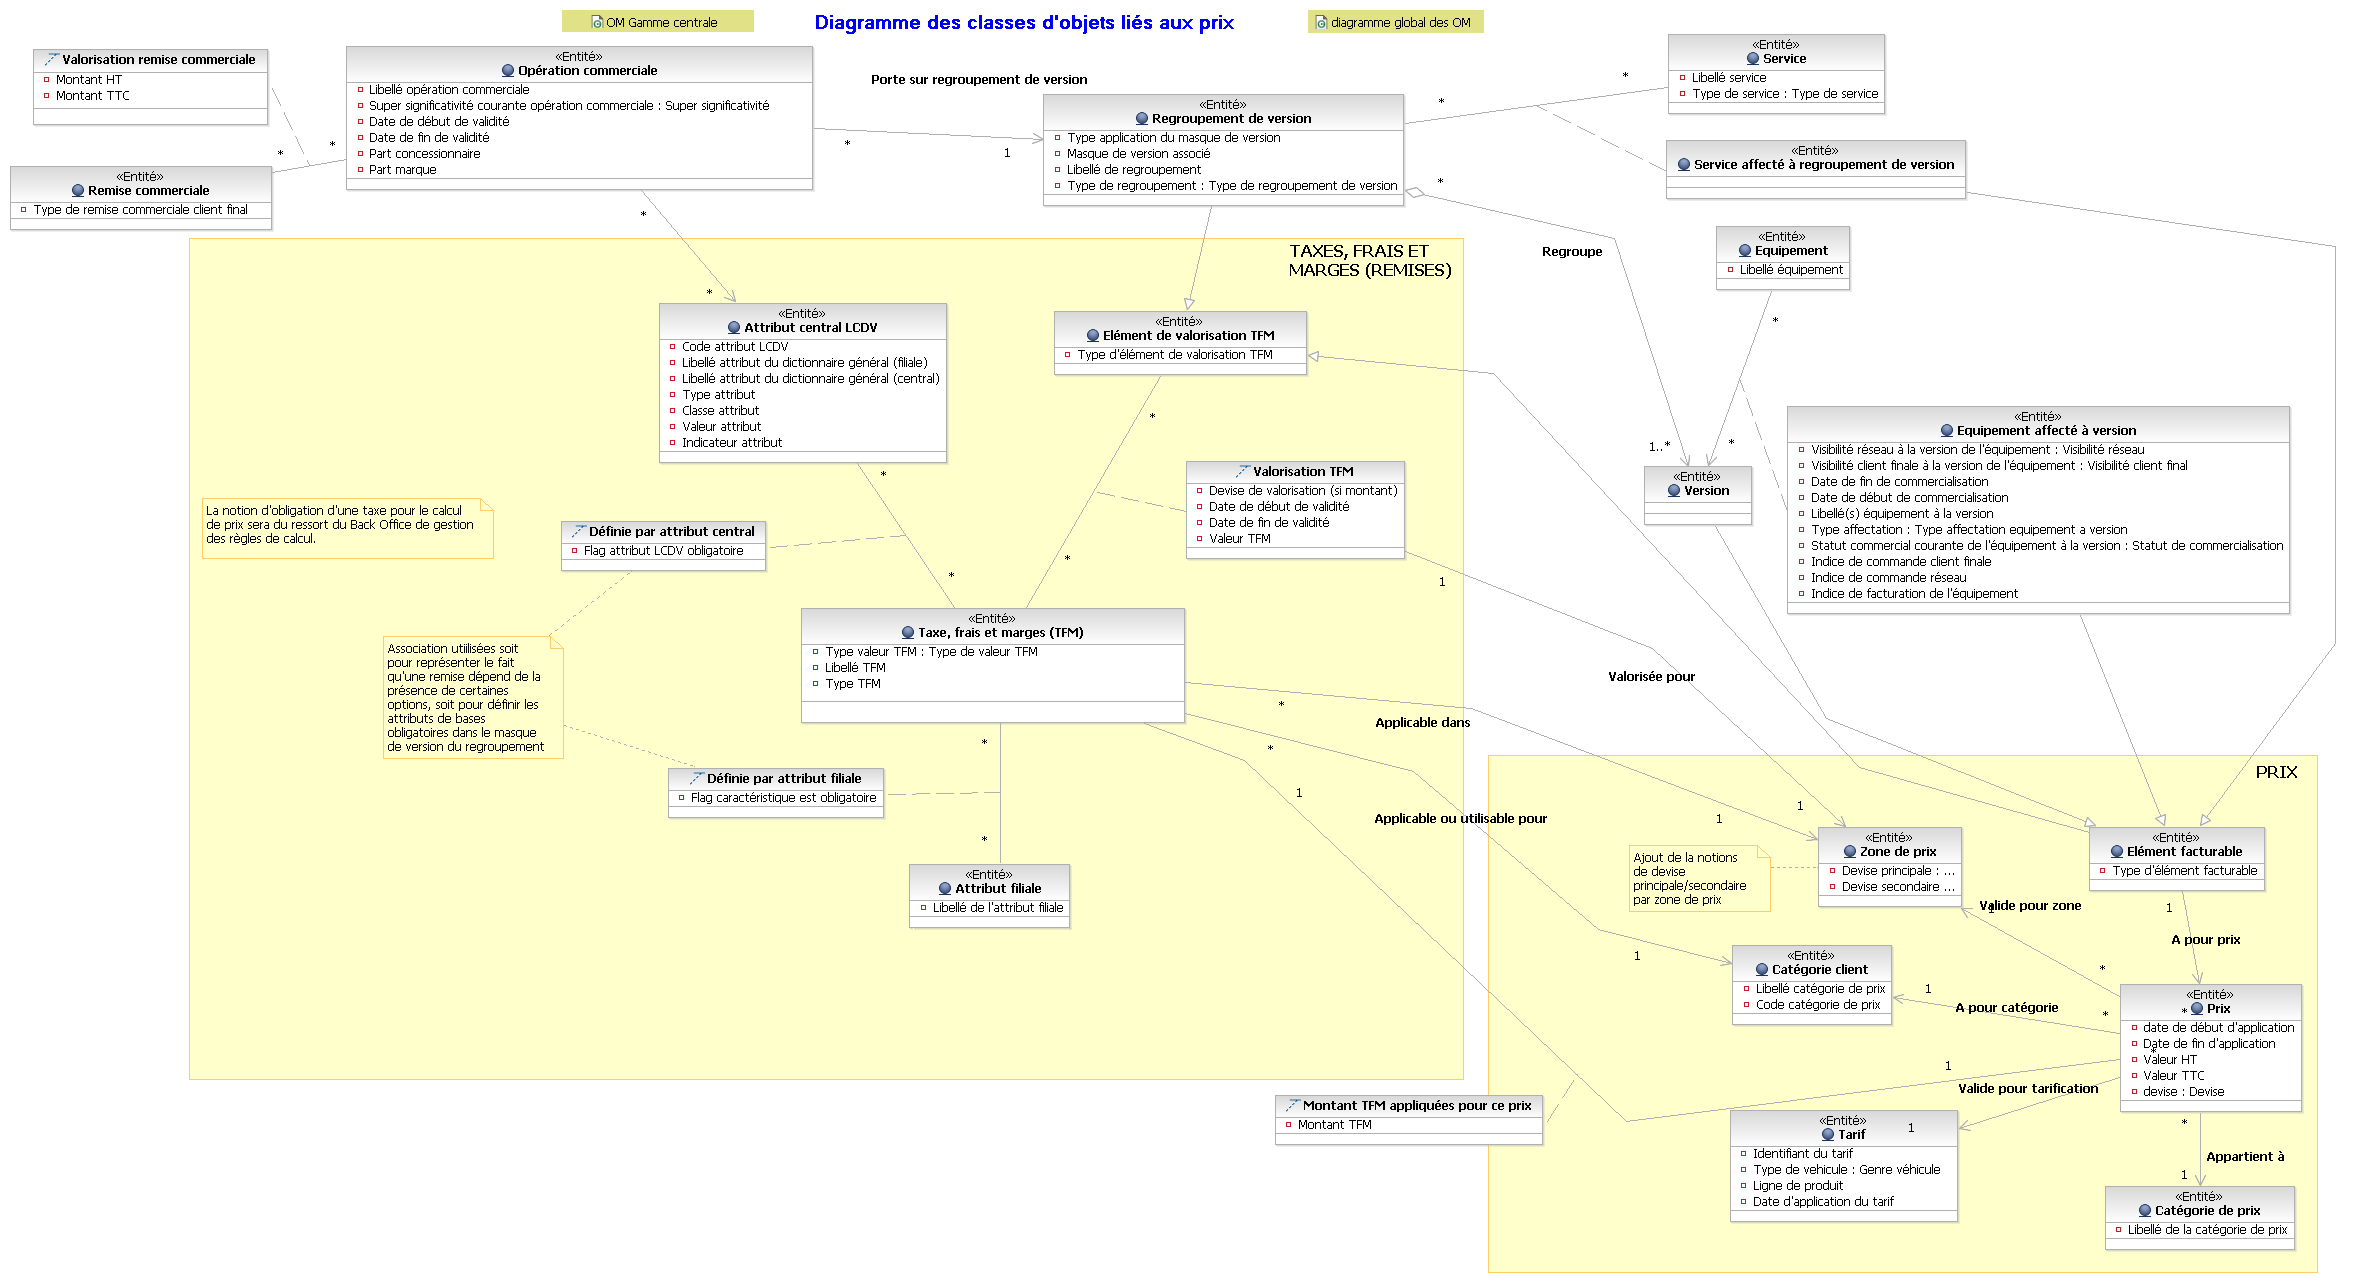 OM Gamme centrale
Diagramme des classes d'objets liés aux prix
diagramme global des OM
Valorisation remise commerciale
Montant HT
Montant TTC
«Entité»
Opération commerciale
Libellé opération commerciale
Super significativité courante opération commerciale : Super significativité
Date de début de validité
Date de fin de validité
Part concessionnaire
Part marque
Porte sur regroupement de version
*
1
«Entité»
Regroupement de version
Type application du masque de version
Masque de version associé
Libellé de regroupement
Type de regroupement : Type de regroupement de version
*
*
*
«Entité»
Service
Libellé service
Type de service : Type de service
«Entité»
Service affecté à regroupement de version
*
*
«Entité»
Remise commerciale
Type de remise commerciale client final
*
*
TAXES, FRAIS ET
MARGES (REMISES)
Regroupe
1..*
«Entité»
Equipement
Libellé équipement
*
*
«Entité»
Attribut central LCDV
Code attribut LCDV
Libellé attribut du dictionnaire général (filiale)
Libellé attribut du dictionnaire général (central)
Type attribut
Classe attribut
Valeur attribut
Indicateur attribut
*
*
«Entité»
Elément de valorisation TFM
Type d'élément de valorisation TFM
*
*
«Entité»
Equipement affecté à version
Visibilité réseau à la version de l'équipement : Visibilité réseau
Visibilité client finale à la version de l'équipement : Visibilité client final
Date de fin de commercialisation
Date de début de commercialisation
Libellé(s) équipement à la version
Type affectation : Type affectation equipement a version
Statut commercial courante de l'équipement à la version : Statut de commercialisation
Indice de commande client finale
Indice de commande réseau
Indice de facturation de l'équipement
«Entité»
Version
Valorisation TFM
Devise de valorisation (si montant)
Date de début de validité
Date de fin de validité
Valeur TFM
1
La notion d'obligation d'une taxe pour le calcul
de prix sera du ressort du Back Office de gestion
des règles de calcul.
Définie par attribut central
Flag attribut LCDV obligatoire
«Entité»
Taxe, frais et marges (TFM)
Type valeur TFM : Type de valeur TFM
Libellé TFM
Type TFM
Association utiilisées soit
pour représenter le fait
qu'une remise dépend de la
présence de certaines
options, soit pour définir les
attributs de bases
obligatoires dans le masque
de version du regroupement
Valorisée pour
*
Applicable dans
*
*
1
1
1
Applicable ou utilisable pour
1
Définie par attribut filiale
Flag caractéristique est obligatoire
*
«Entité»
Attribut filiale
Libellé de l'attribut filiale
PRIX
«Entité»
Zone de prix
Devise principale : ...
Devise secondaire ...
Ajout de la notions
de devise
principale/secondaire
par zone de prix
«Entité»
Elément facturable
Type d'élément facturable
1
Valide pour zone
1
A pour prix
*
*
«Entité»
Catégorie client
Libellé catégorie de prix
Code catégorie de prix
1
A pour catégorie
*
«Entité»
Prix
date de début d'application
Date de fin d'application
Valeur HT
Valeur TTC
devise : Devise
*
1
Valide pour tarification
1
Montant TFM appliquées pour ce prix
Montant TFM
«Entité»
Tarif
Identifiant du tarif
Type de vehicule : Genre véhicule
Ligne de produit
Date d'application du tarif
*
Appartient à
1
«Entité»
Catégorie de prix
Libellé de la catégorie de prix